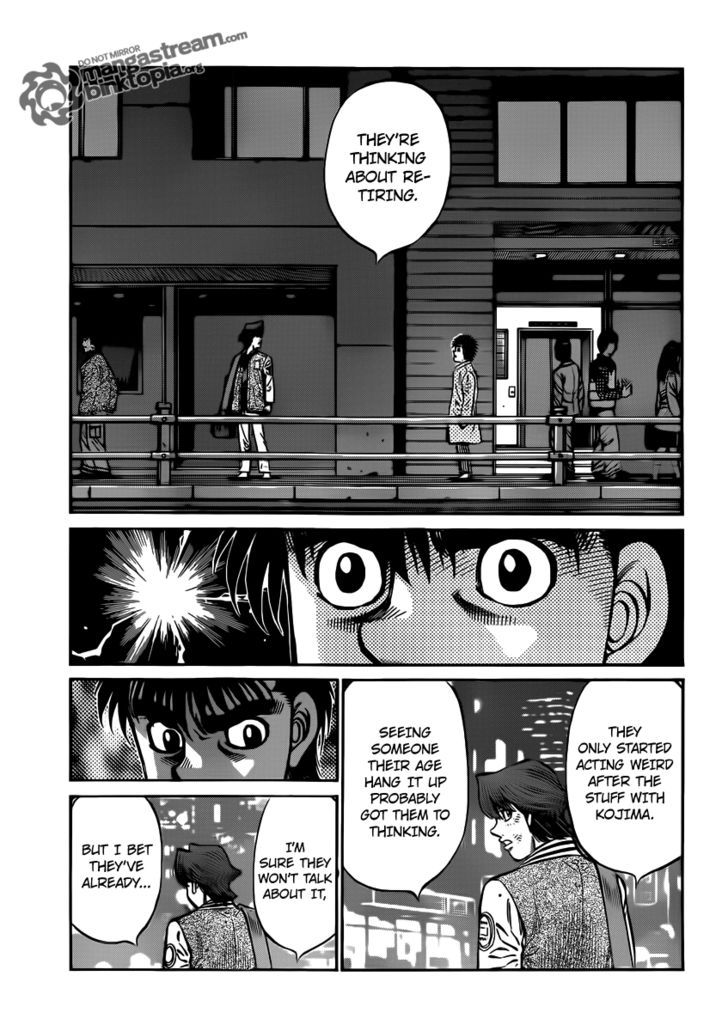 DO NOT MIRROR
mangastream.com
binktopia.org
THEY'RE
THINKING
ABOUT RE-
TIRING.
THEY
ONLY STARTED
ACTING WEIRD
AFTER THE
STUFF WITH
KOJIMA.
SEEING
SOMEONE
THEIR AGE
HANG IT UP
PROBABLY
GOT THEM TO
THINKING.
I'M
SURE THEY
WON'T TALK
ABOUT IT,
BUT I BET
THEY'VE
ALREADY...